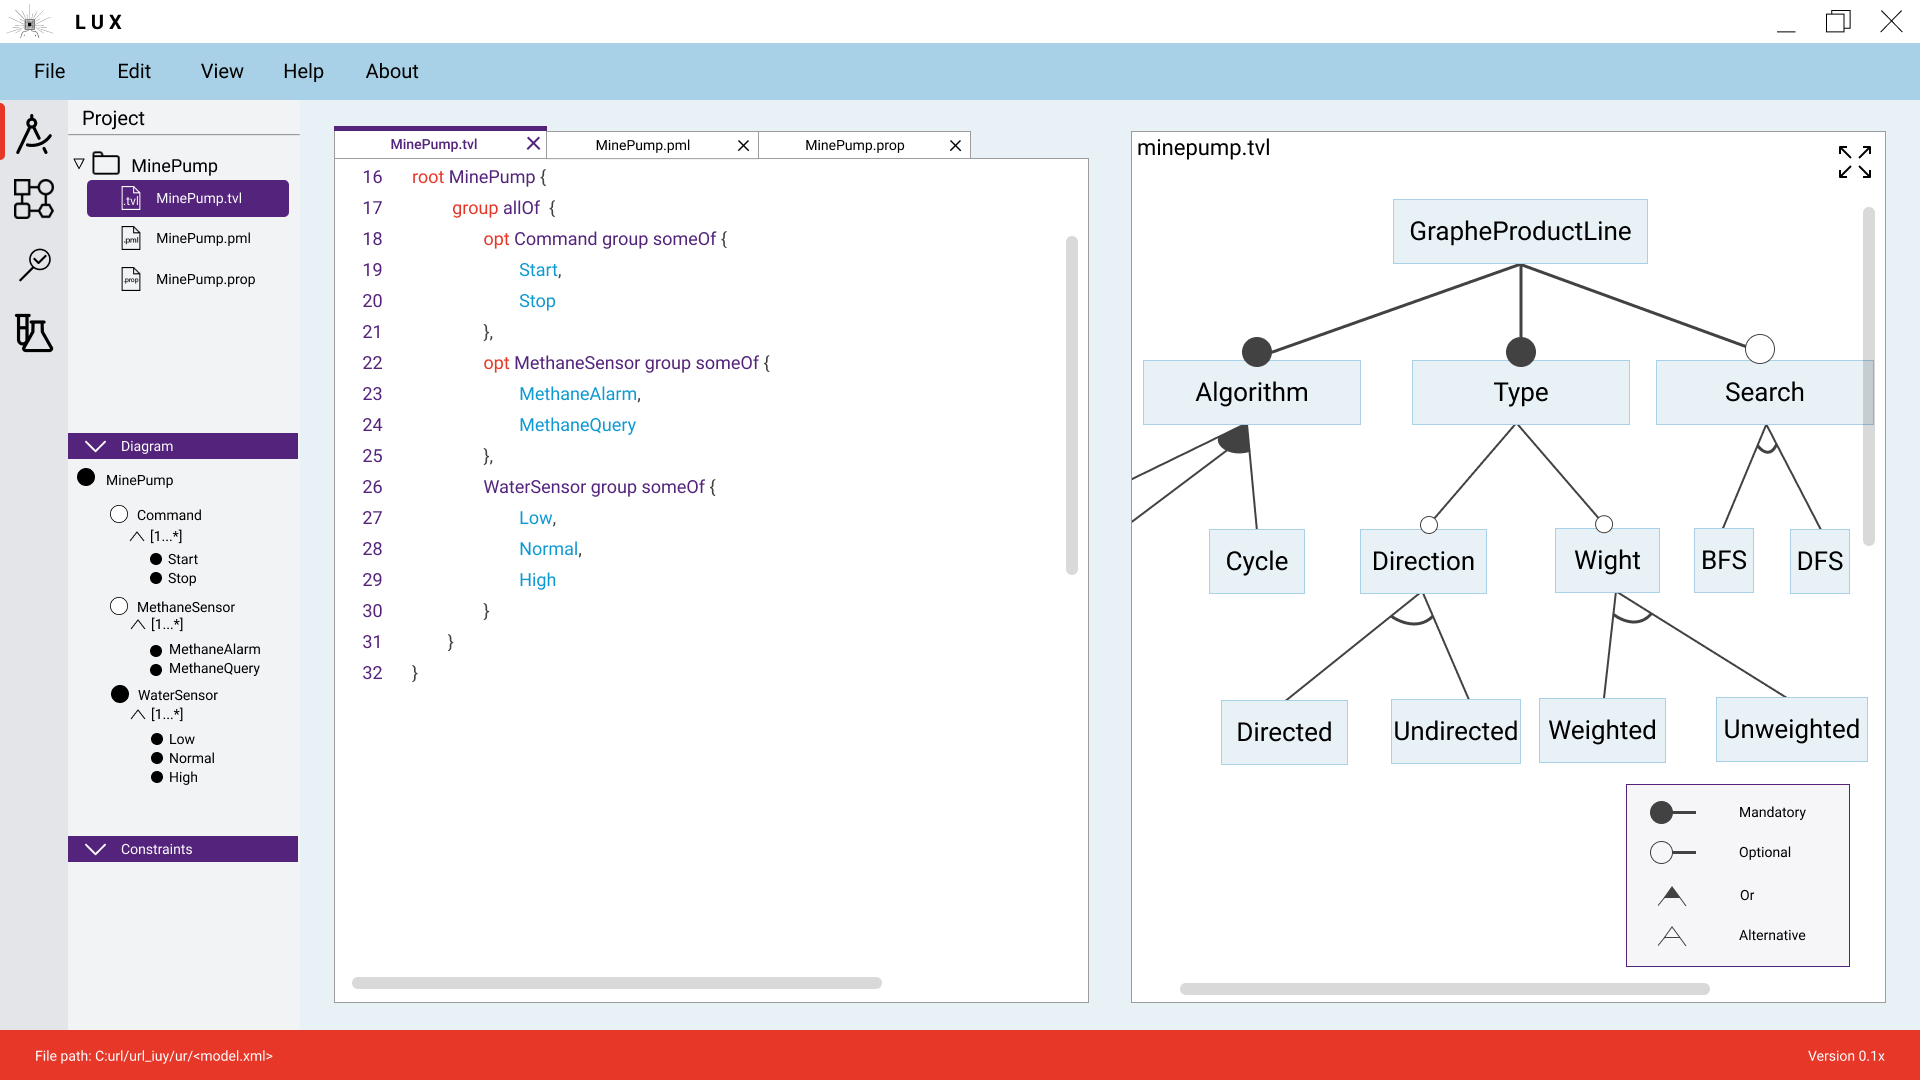 LUX
File Edit View Help About
Project
MinePump
.tvl MinePump.tvl
.pml MinePump.pml
.prop MinePump.prop
Diagram
MinePump
Command
[1...*]
Start
Stop
MethaneSensor
[1...*]
MethaneAlarm
MethaneQuery
WaterSensor
[1...*]
Low
Normal
High
Constraints
MinePump.tvl MinePump.pml MinePump.prop
16 root MinePump {
17 group allOf {
18 opt Command group someOf {
19 Start,
20 Stop
21 },
22 opt MethaneSensor group someOf {
23 MethaneAlarm,
24 MethaneQuery
25 },
26 WaterSensor group someOf {
27 Low,
28 Normal,
29 High
30 }
31 }
32 }
minepump.tvl
GrapheProductLine
Algorithm Type Search
Cycle Direction Wight BFS DFS
Directed Undirected Weighted Unweighted
Mandatory
Optional
Or
Alternative
File path: C:url/url_iuy/ur/<model.xml>
Version 0.1x